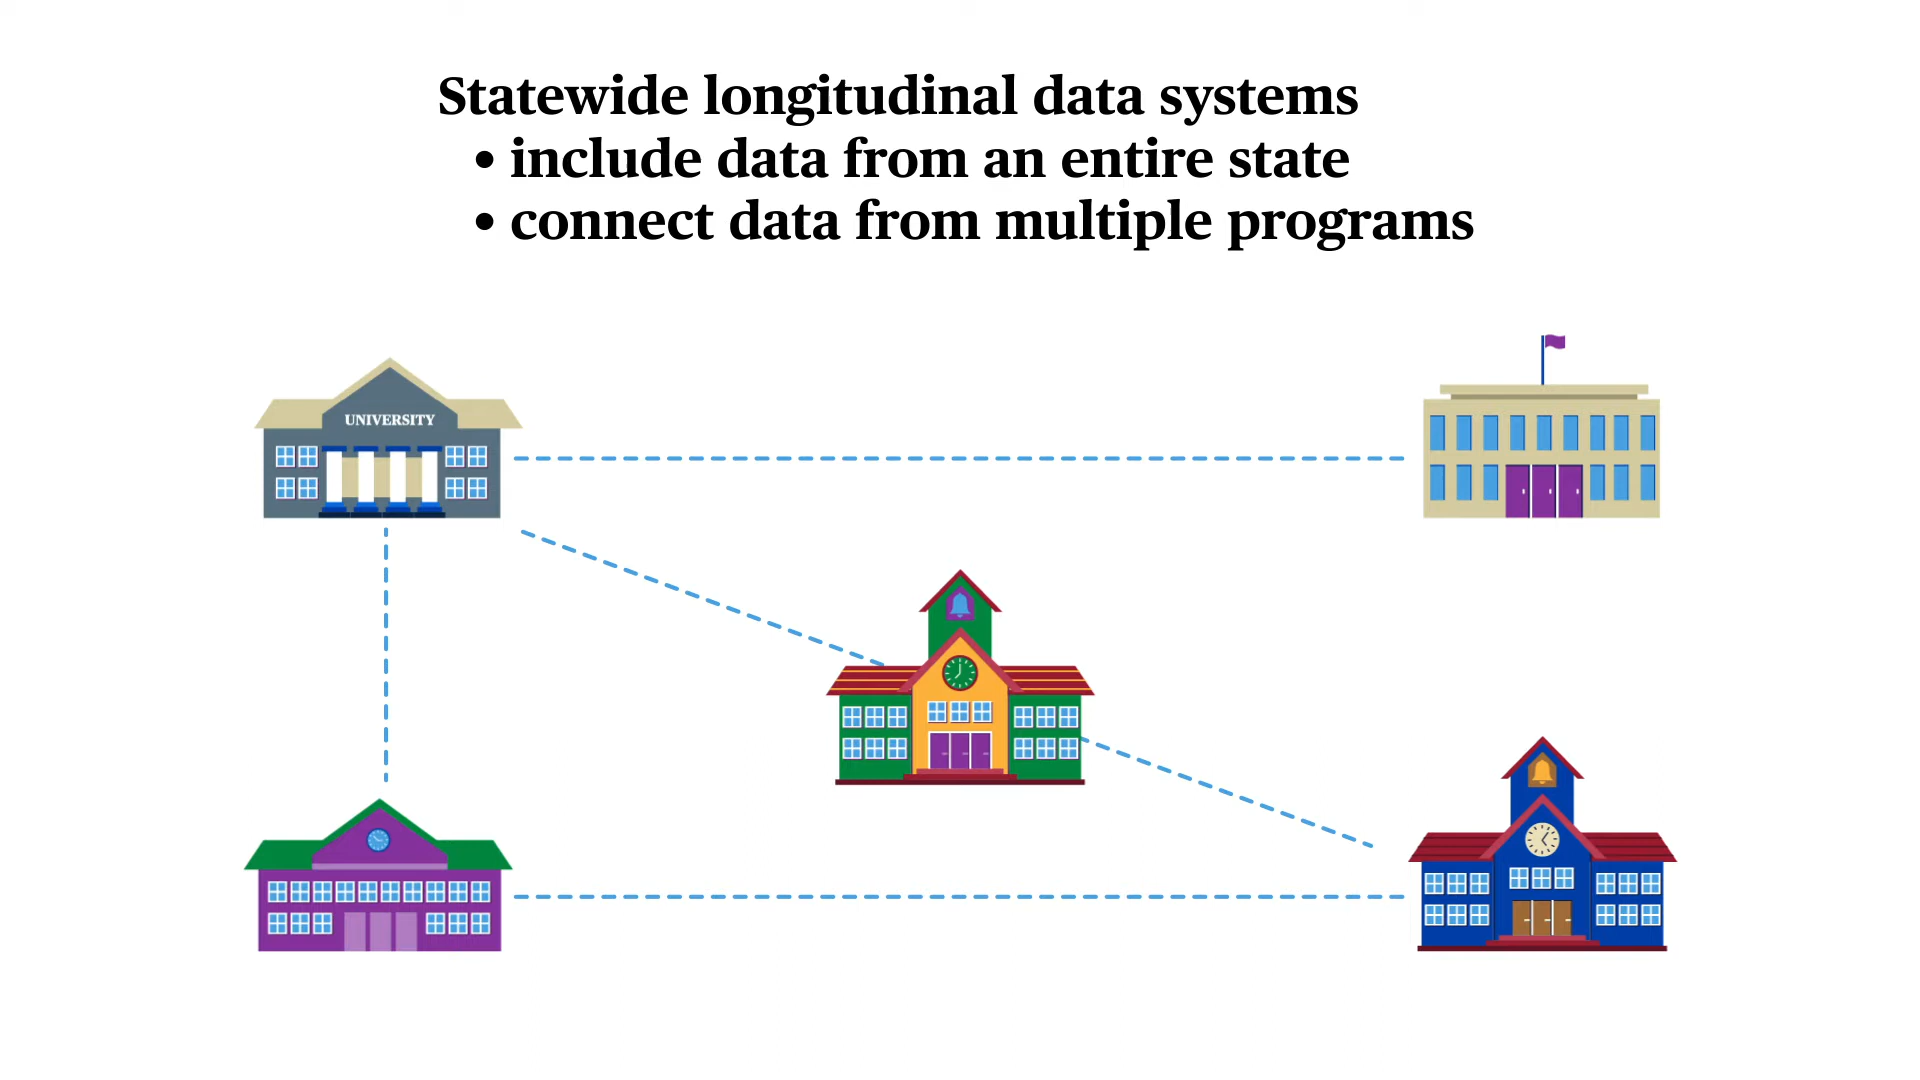 Statewide longitudinal data systems
• include data from an entire state
• connect data from multiple programs
UNIVERSITY